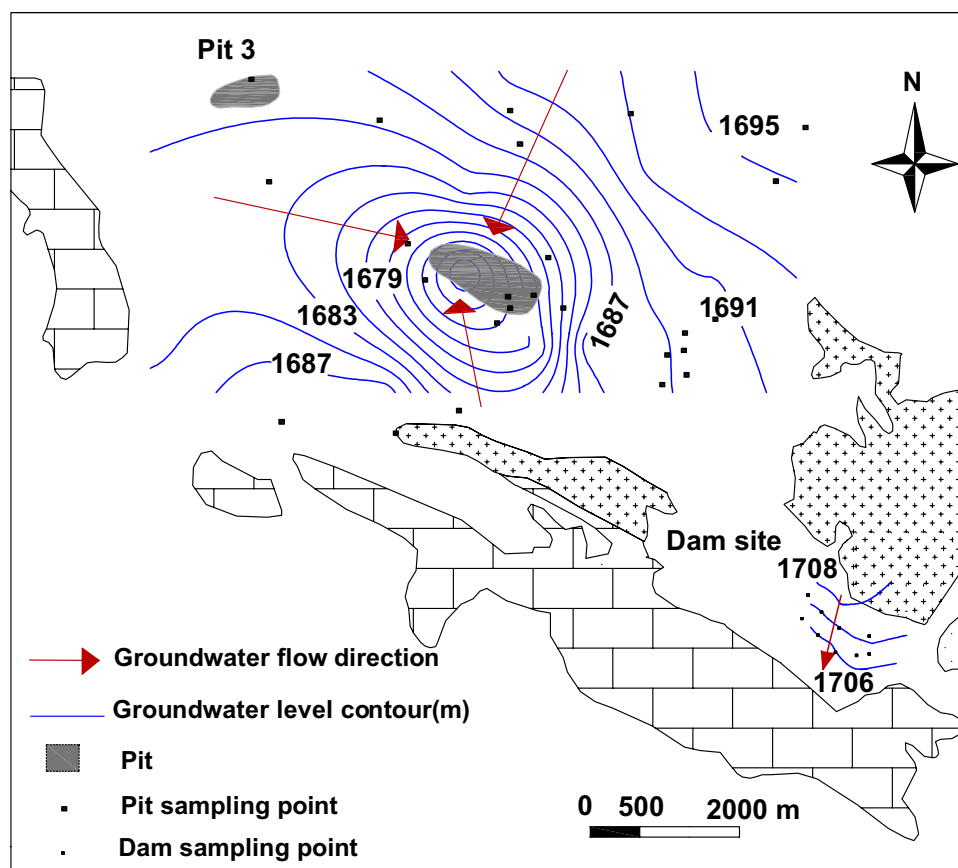 Pit 3
N
1695
1679
1683
1687
1691
1687
Dam site
1708
1706
Groundwater flow direction
Groundwater level contour(m)
Pit
Pit sampling point
Dam sampling point
0 500 2000 m